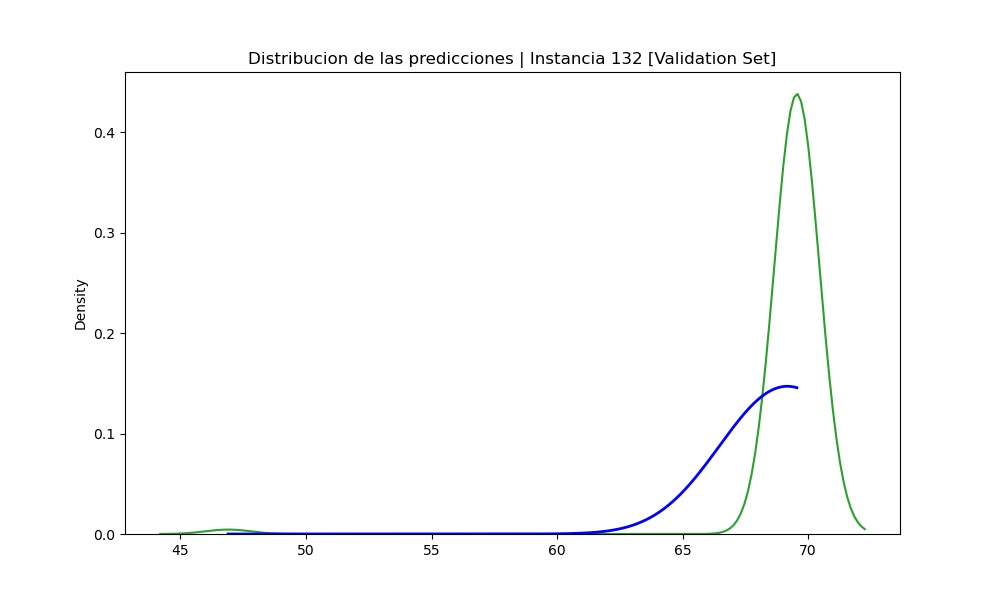 Distribucion de las predicciones | Instancia 132 [Validation Set]
Density
0.4
0.3
0.2
0.1
0.0
45 50 55 60 65 70